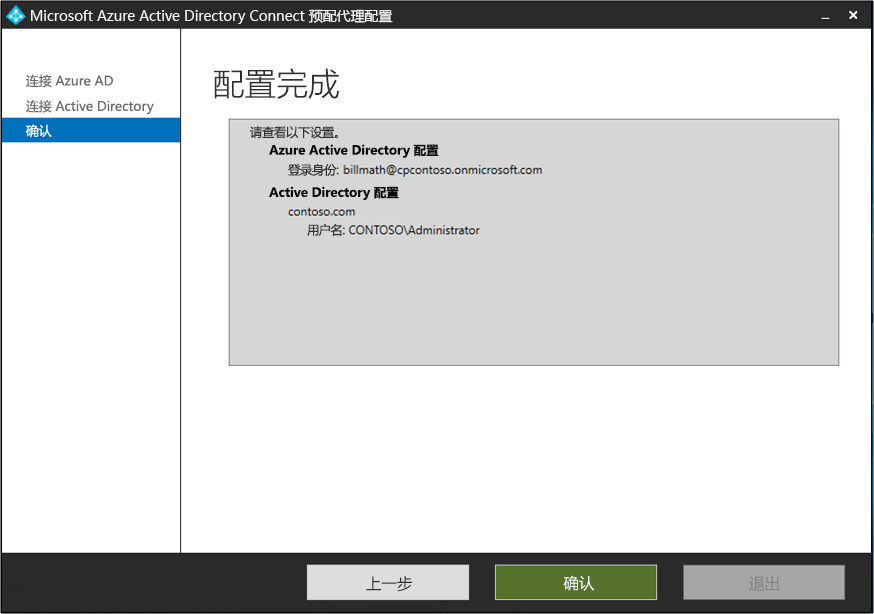 Microsoft Azure Active Directory Connect 预配代理配置
连接 Azure AD
连接 Active Directory
确认
配置完成
请查看以下设置。
Azure Active Directory 配置
登录身份: billmath@cpcontoso.onmicrosoft.com
Active Directory 配置
contoso.com
用户名: CONTOSO\Administrator
上一步
确认
退出